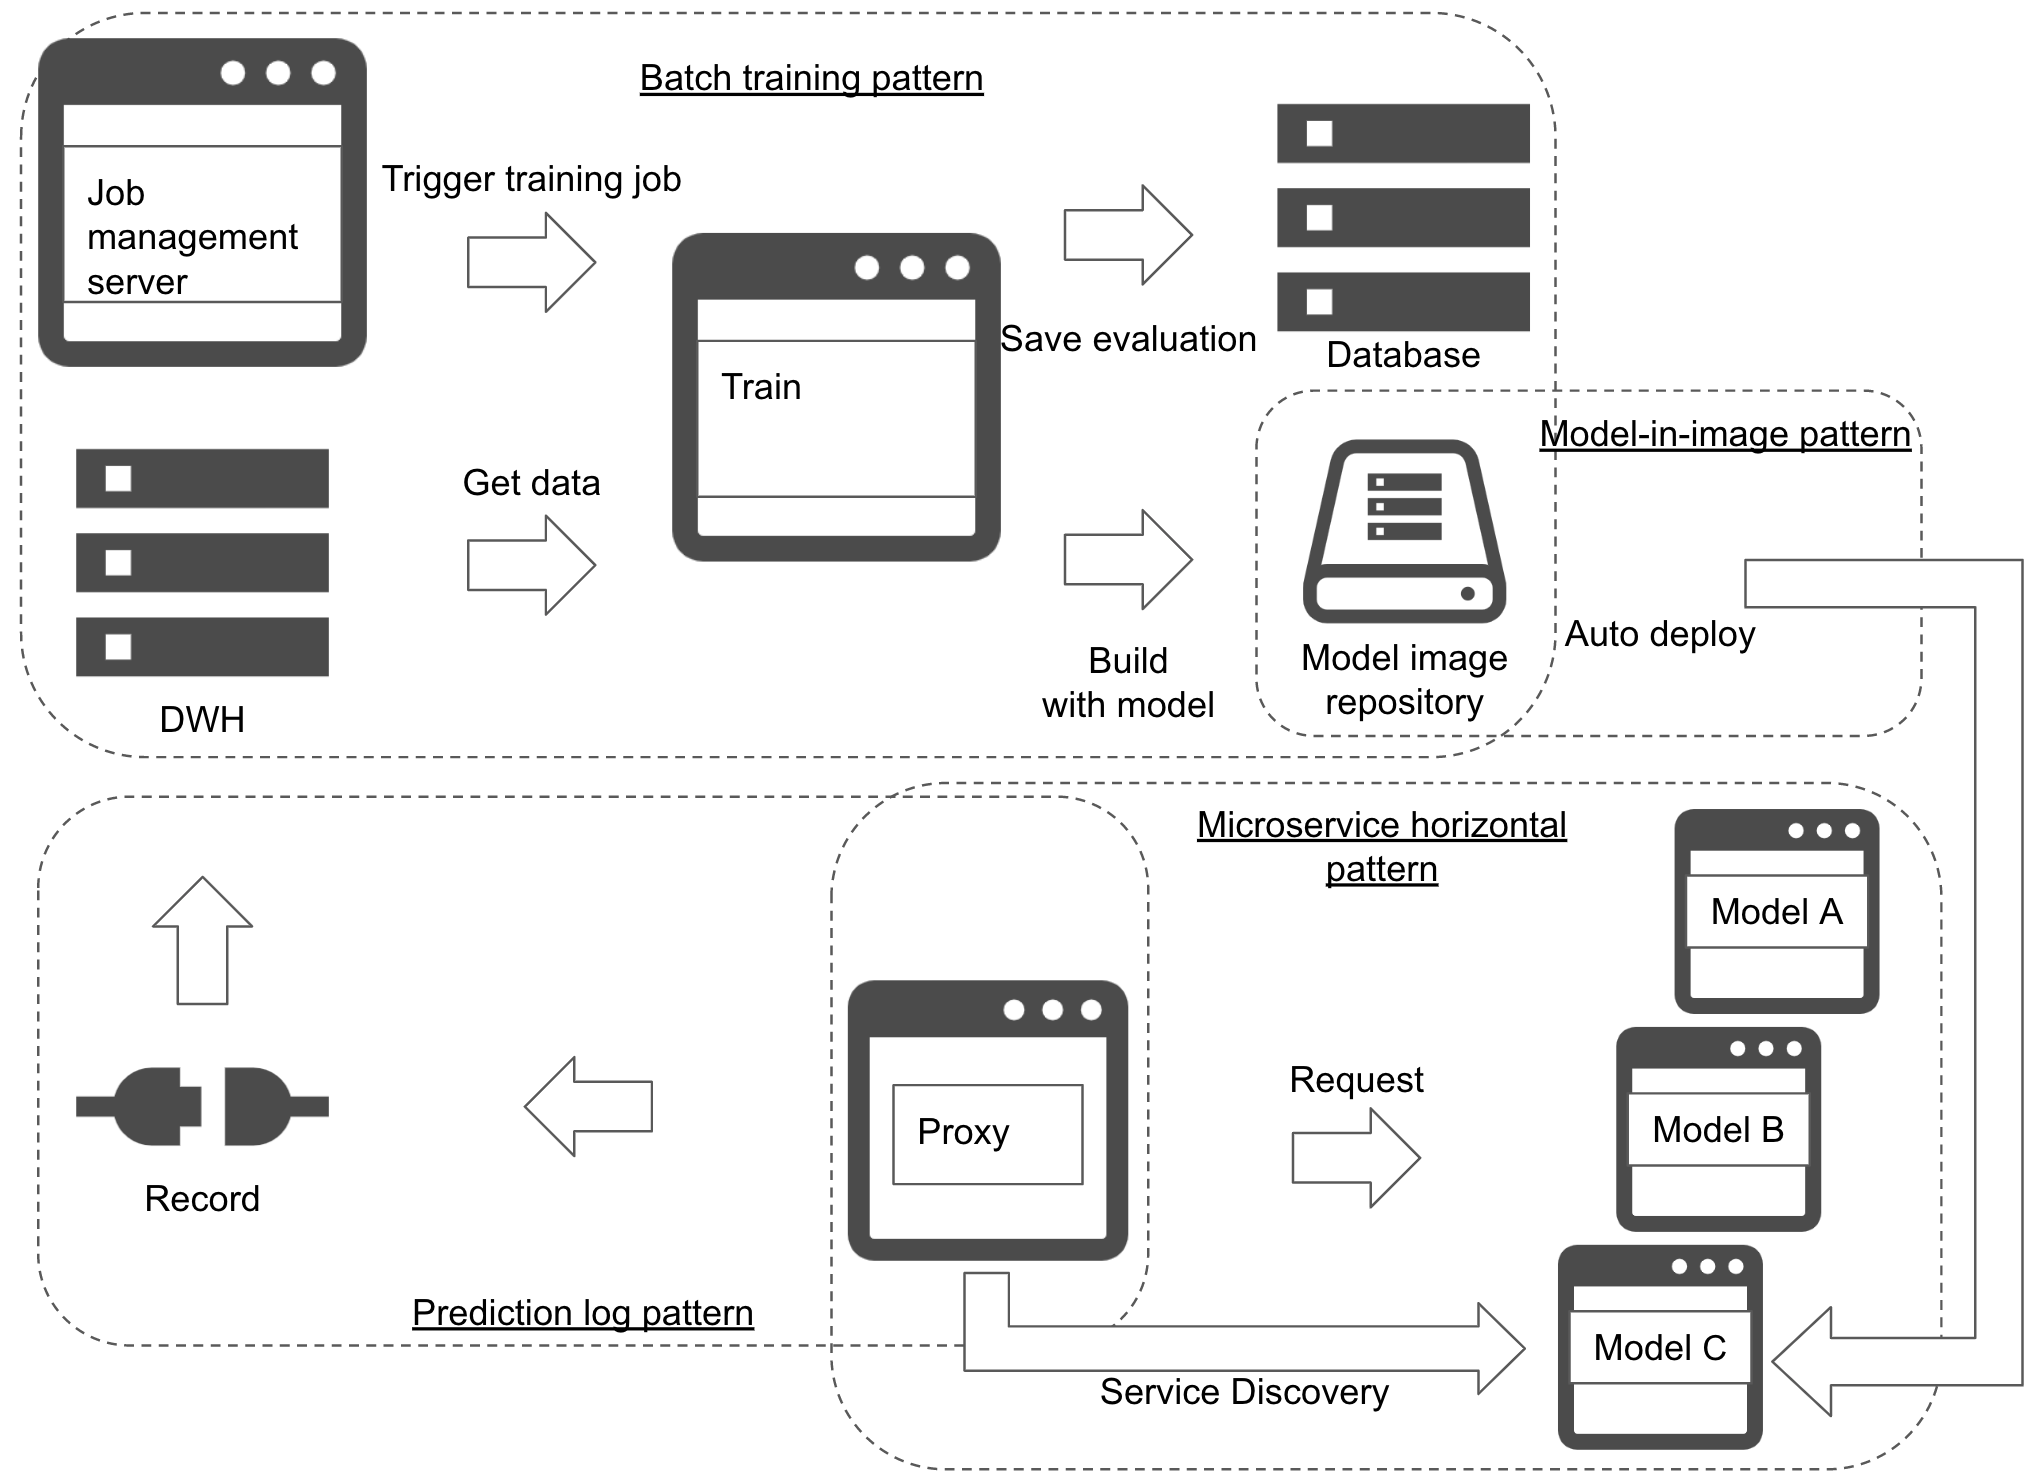 Batch training pattern
Job
management
server
Trigger training job
Train
Save evaluation
Database
Get data
DWH
Build
with model
Model-in-image pattern
Model image
repository
Auto deploy
Microservice horizontal
pattern
Model A
Model B
Model C
Proxy
Request
Record
Prediction log pattern
Service Discovery